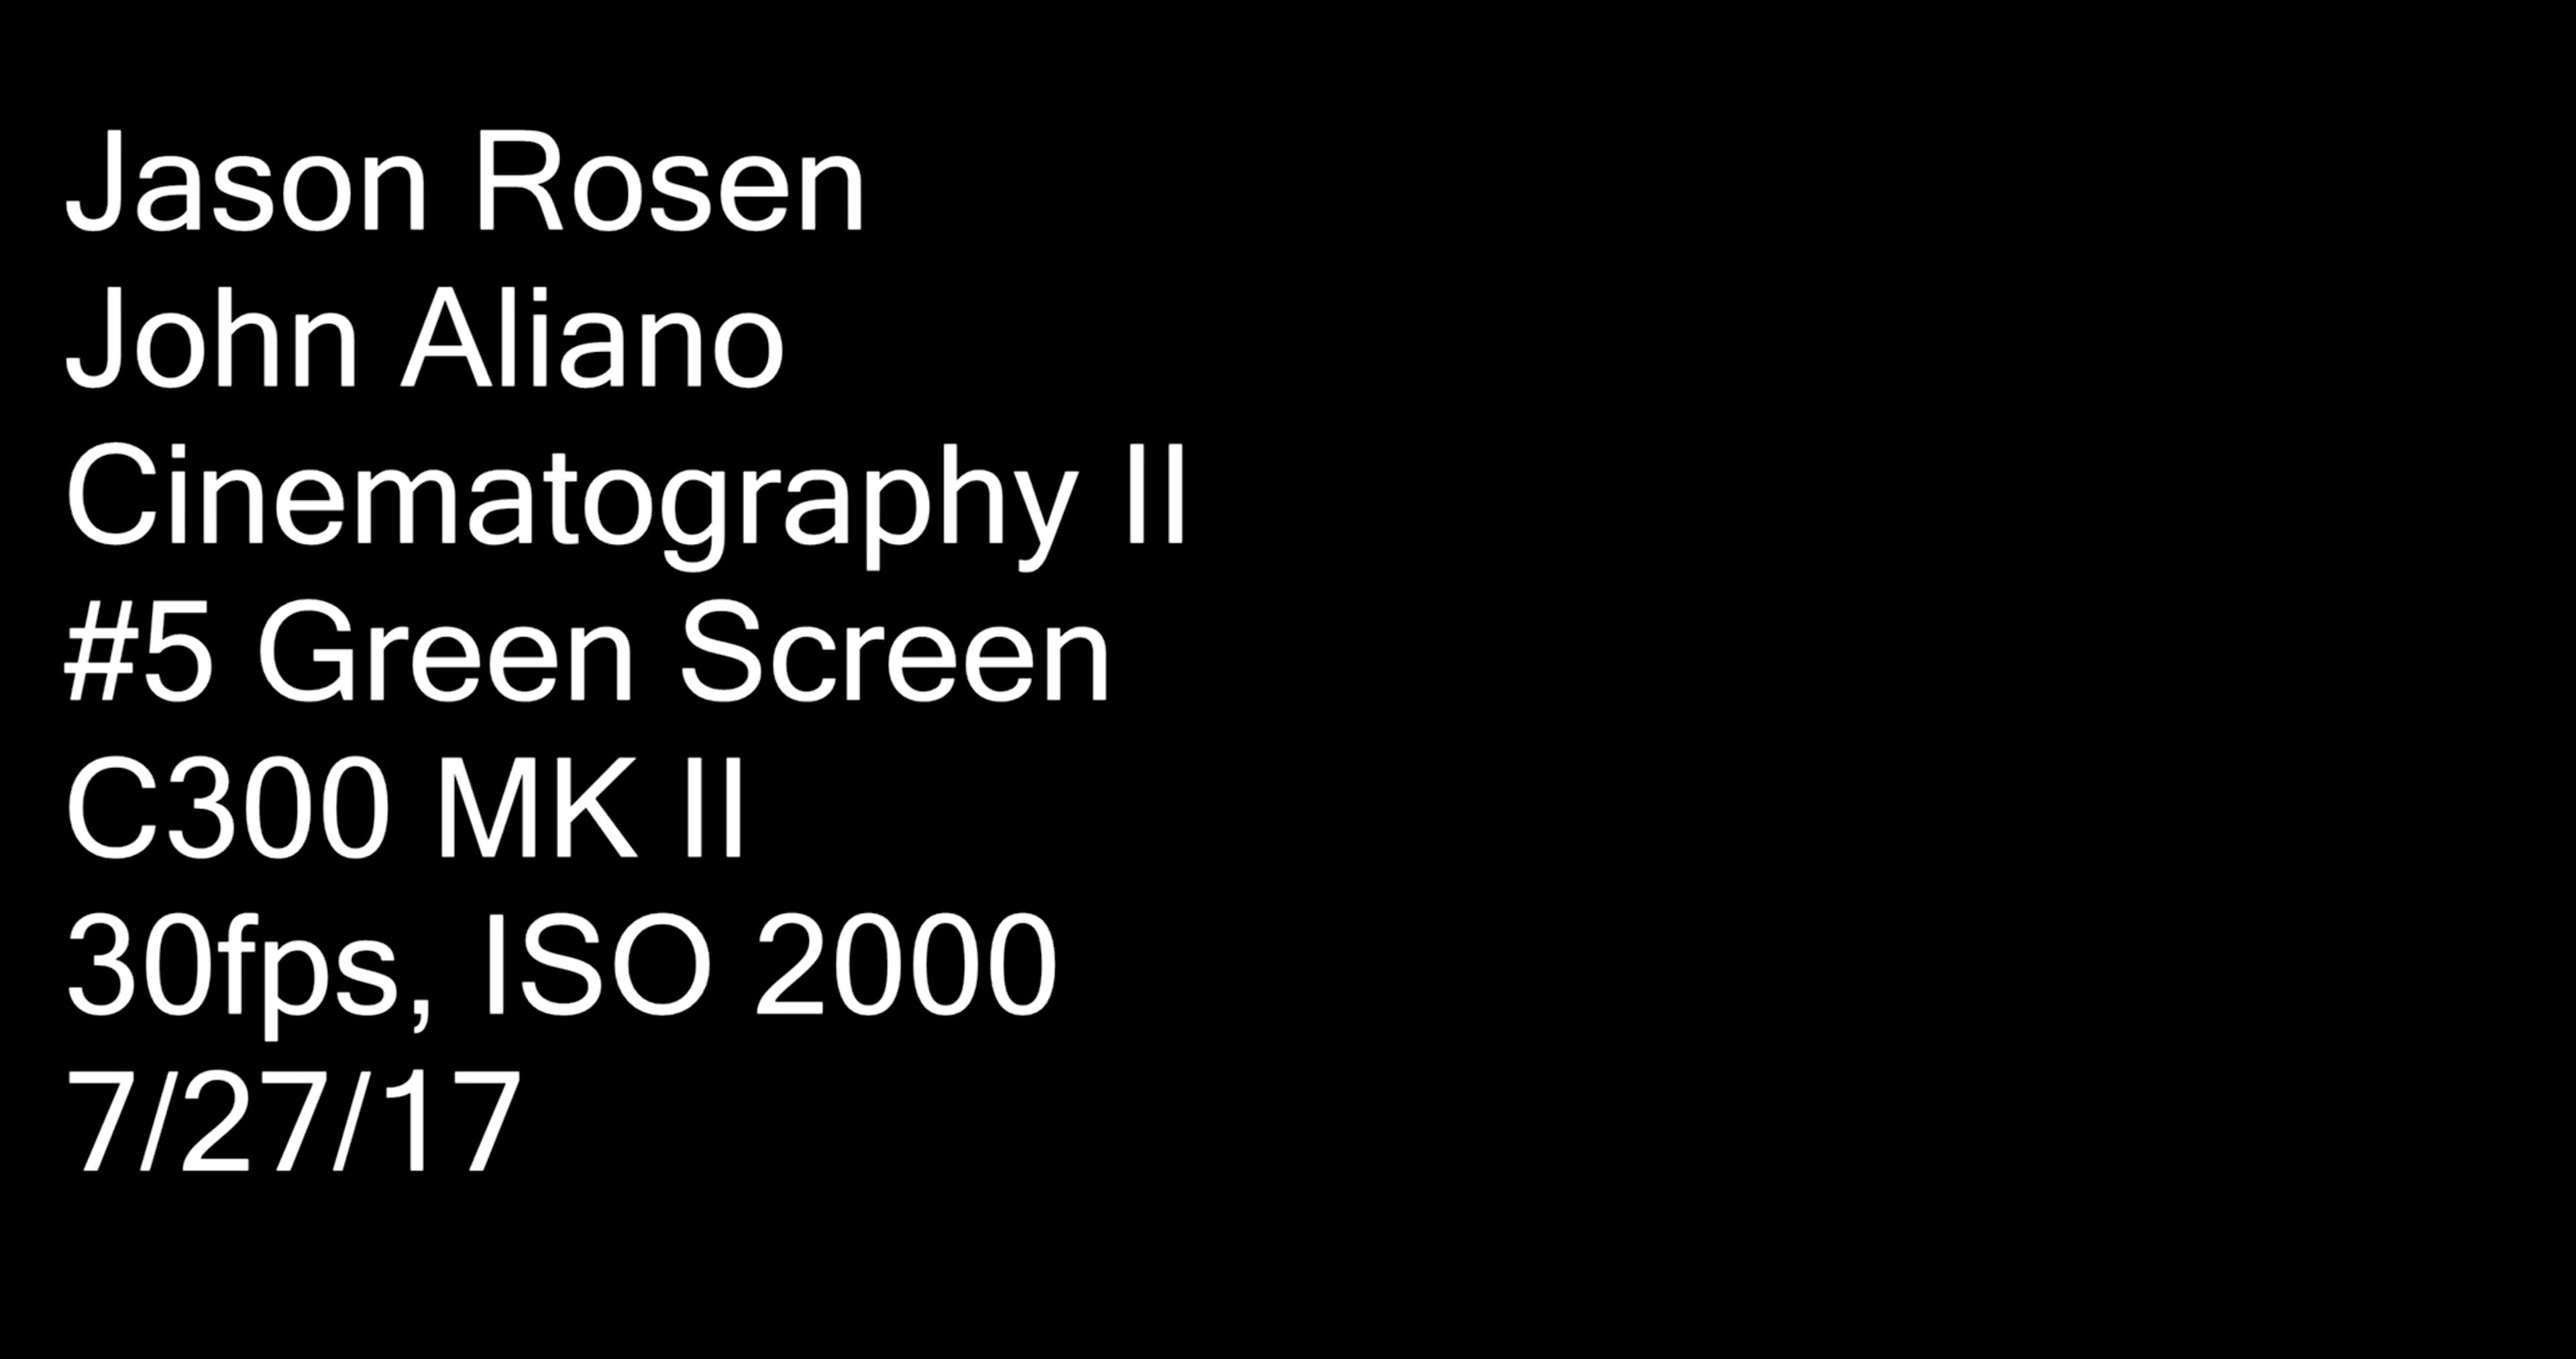 Jason Rosen
John Aliano
Cinematography II
#5 Green Screen
C300 MK II
30fps, ISO 2000
7/27/17